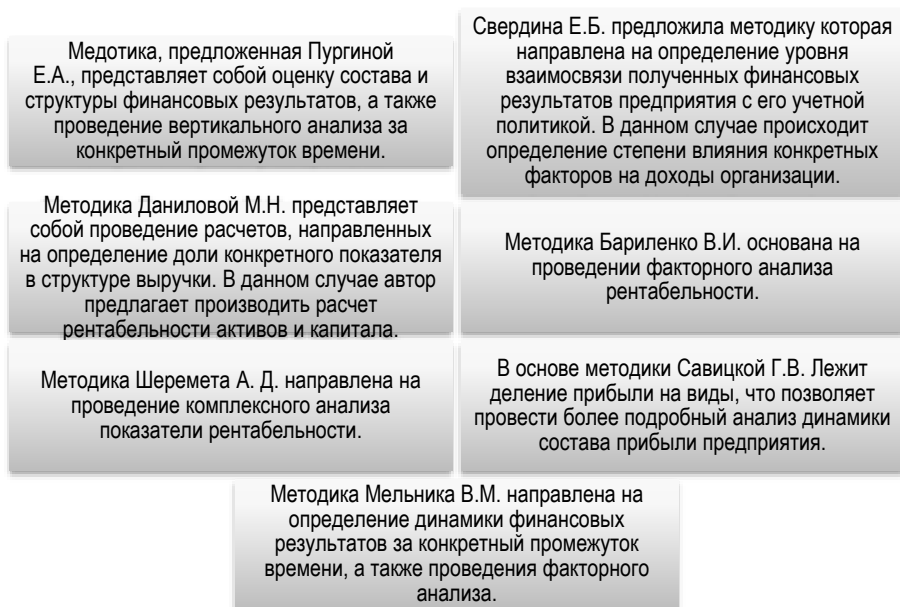 Медотика, предложенная Пургиной
Е.А., представляет собой оценку состава и
структуры финансовых результатов, а также
проведение вертикального анализа за
конкретный промежуток времени.
Свердина Е.Б. предложила методику которая
направлена на определение уровня
взаимосвязи полученных финансовых
результатов предприятия с его учетной
политикой. В данном случае происходит
определение степени влияния конкретных
факторов на доходы организации.
Методика Даниловой М.Н. представляет
собой проведение расчетов, направленных
на определение доли конкретного показателя
в структуре выручки. В данном случае автор
предлагает производить расчет
рентабельности активов и капитала.
Методика Бариленко В.И. основана на
проведении факторного анализа
рентабельности.
Методика Шеремета А. Д. направлена на
проведение комплексного анализа
показатели рентабельности.
В основе методики Савицкой Г.В. Лежит
деление прибыли на виды, что позволяет
провести более подробный анализ динамики
состава прибыли предприятия.
Методика Мельника В.М. направлена на
определение динамики финансовых
результатов за конкретный промежуток
времени, а также проведения факторного
анализа.